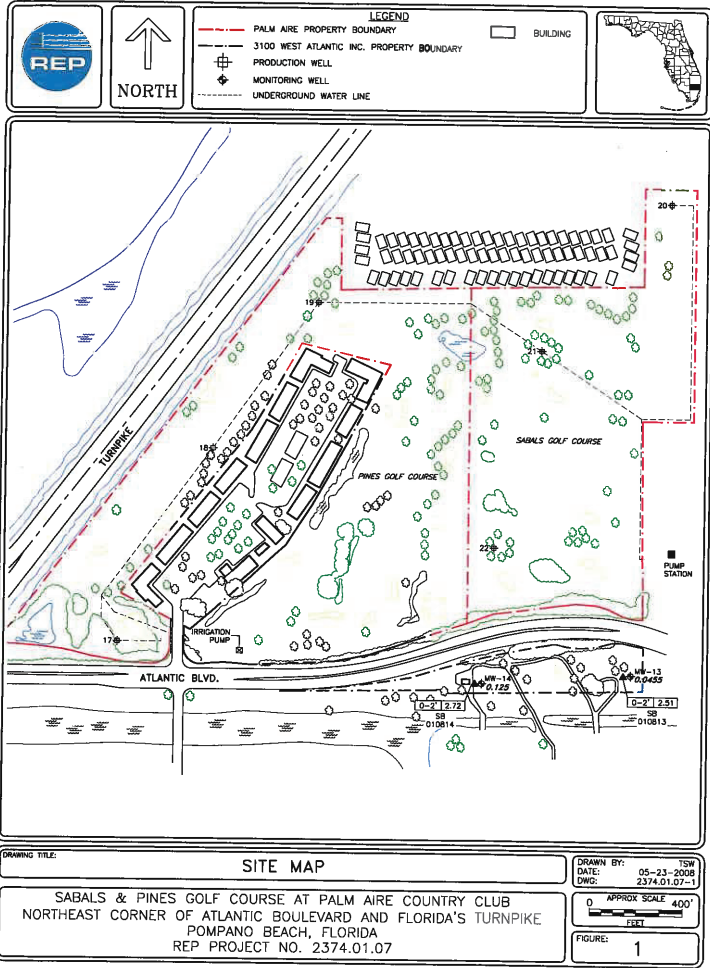 REP
NORTH
LEGEND
PALM AIRE PROPERTY BOUNDARY
3100 WEST ATLANTIC INC. PROPERTY BOUNDARY
PRODUCTION WELL
MONITORING WELL
UNDERGROUND WATER LINE
BUILDING
20
19
21
TURNPIKE
18
SABALS GOLF COURSE
PINES GOLF COURSE
22
PUMP
STATION
17
IRRIGATION
PUMP
ATLANTIC BLVD.
MW-14
0.125
MW-13
0.0455
0-2' 2.72
SB
010814
0-2' 2.51
SB
010813
DRAWING TITLE:
SITE MAP
SABALS & PINES GOLF COURSE AT PALM AIRE COUNTRY CLUB
NORTHEAST CORNER OF ATLANTIC BOULEVARD AND FLORIDA'S TURNPIKE
POMPANO BEACH, FLORIDA
REP PROJECT NO. 2374.01.07
DRAWN BY: TSW
DATE: 05-23-2008
DWG: 2374.01.07-1
0 APPROX SCALE 400'
FEET
FIGURE:
1